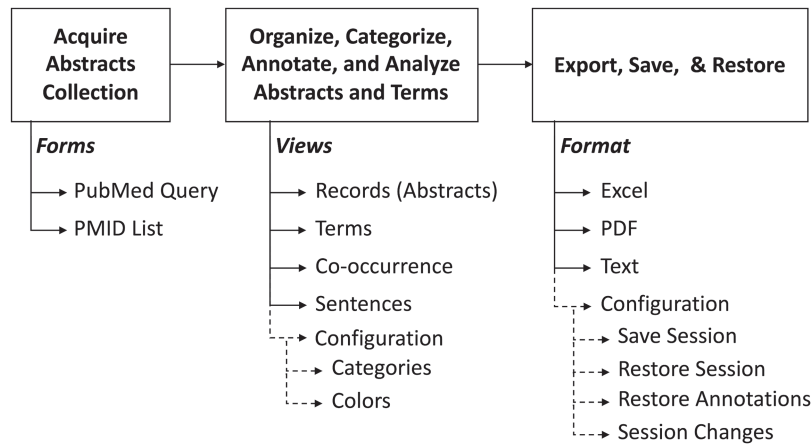 Acquire
Abstracts
Collection
Organize, Categorize,
Annotate, and Analyze
Abstracts and Terms
Export, Save, & Restore
Forms
PubMed Query
PMID List
Views
Records (Abstracts)
Terms
Co-occurrence
Sentences
Configuration
Categories
Colors
Format
Excel
PDF
Text
Configuration
Save Session
Restore Session
Restore Annotations
Session Changes